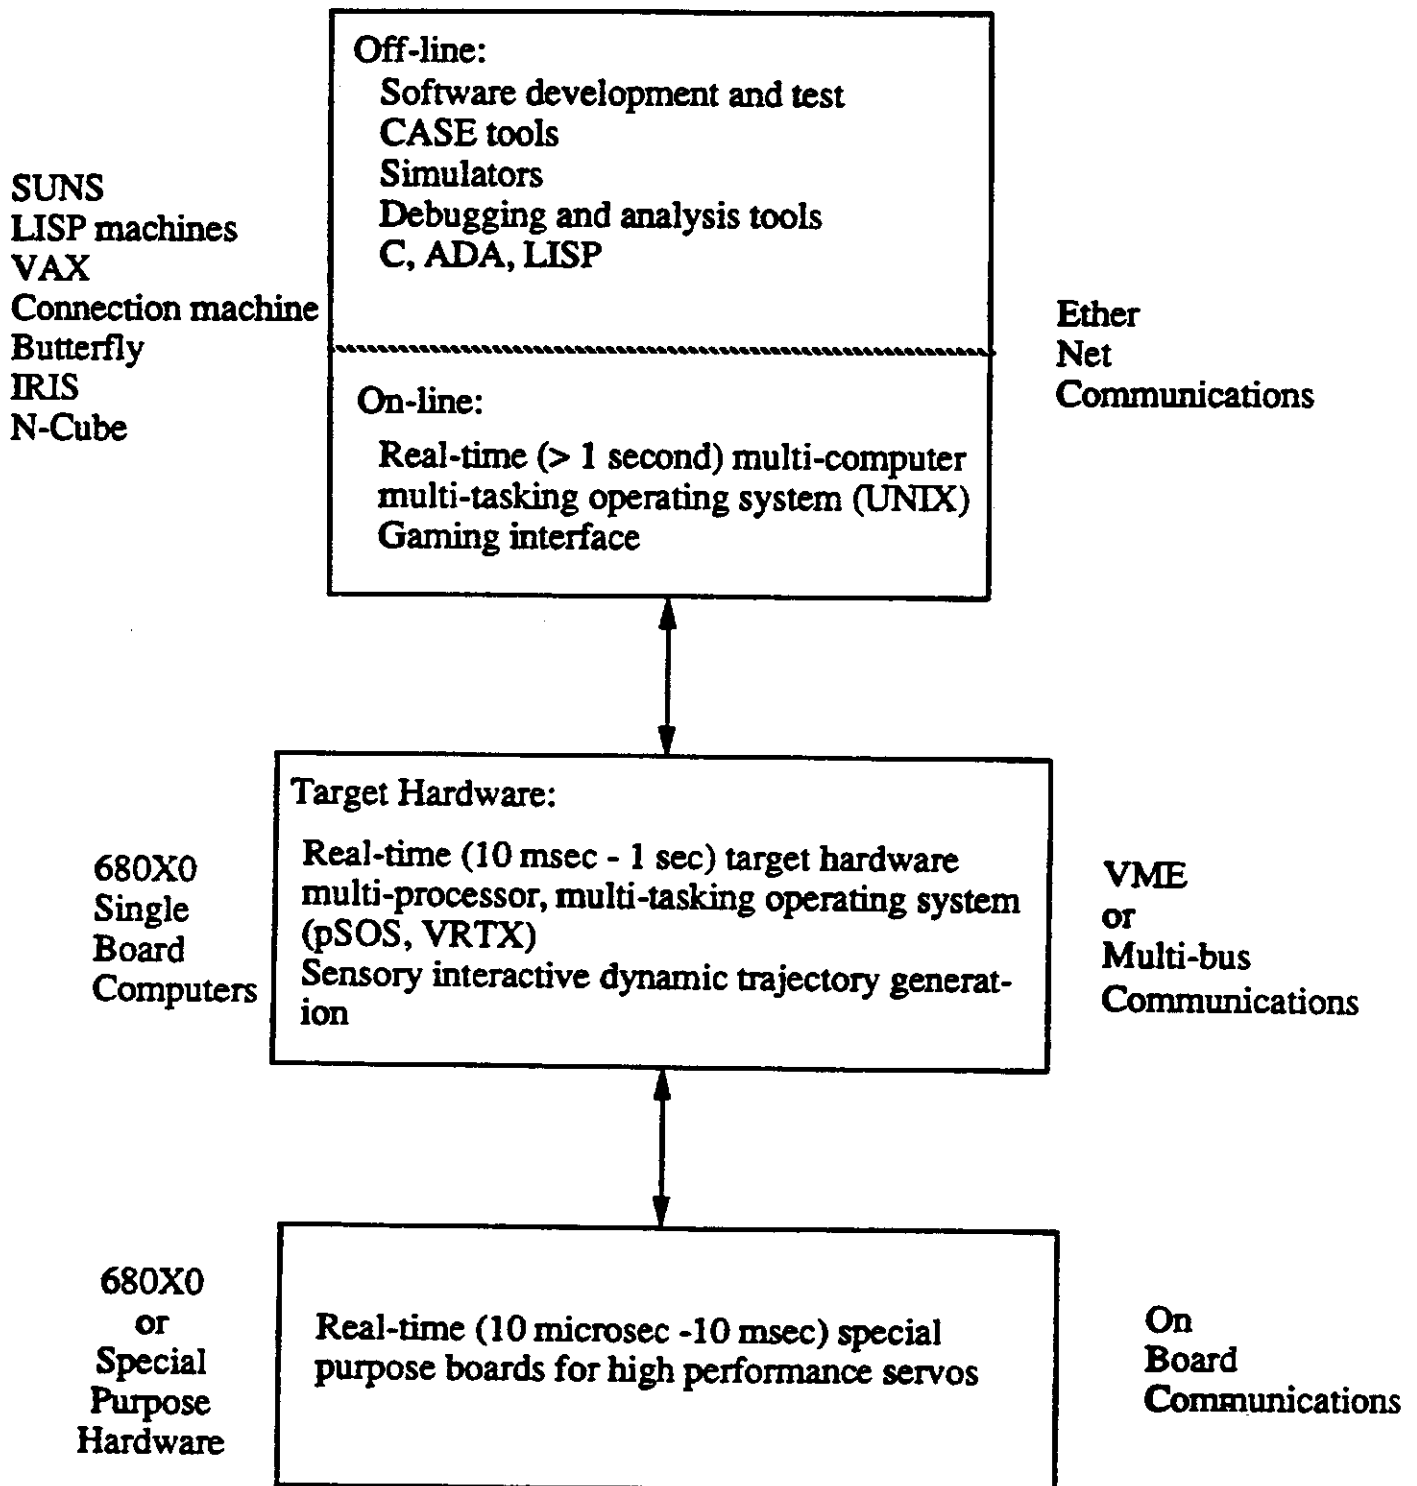 Off-line:
Software development and test
CASE tools
Simulators
Debugging and analysis tools
C, ADA, LISP
SUNS
LISP machines
VAX
Connection machine
Butterfly
IRIS
N-Cube
Ether
Net
Communications
On-line:
Real-time (> 1 second) multi-computer
multi-tasking operating system (UNIX)
Gaming interface
Target Hardware:
Real-time (10 msec - 1 sec) target hardware
multi-processor, multi-tasking operating system
(pSOS, VRTX)
Sensory interactive dynamic trajectory generat-
ion
680X0
Single
Board
Computers
VME
or
Multi-bus
Communications
680X0
or
Special
Purpose
Hardware
Real-time (10 microsec -10 msec) special
purpose boards for high performance servos
On
Board
Communications